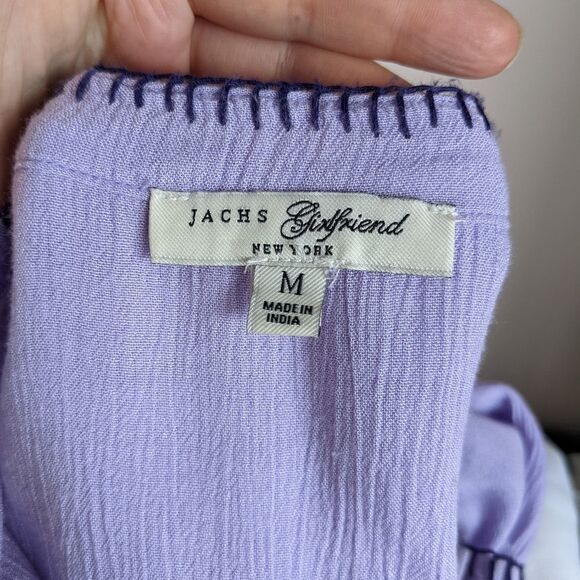 JACHS Girlfriend
NEW YORK
M
MADE IN
INDIA